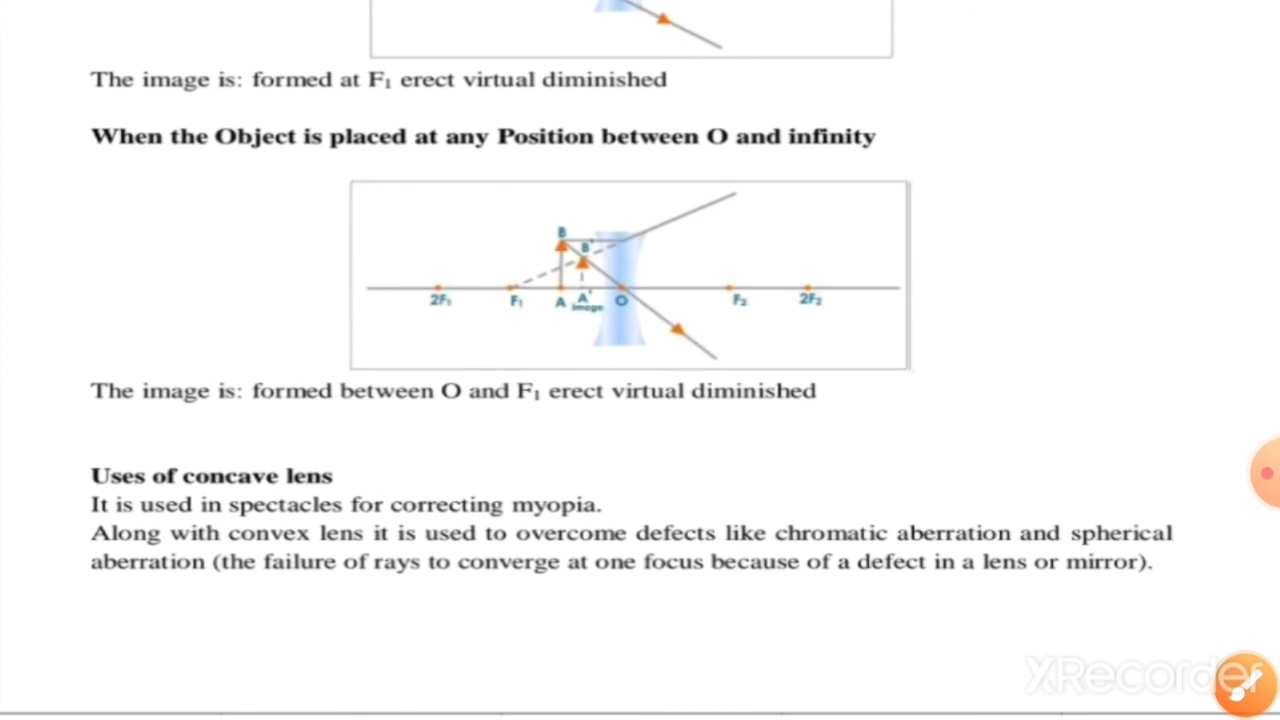 The image is: formed at F₁ erect virtual diminished
When the Object is placed at any Position between O and infinity
B
B'
2F₁ F₁ A A' O F₂ 2F₂
image
The image is: formed between O and F₁ erect virtual diminished
Uses of concave lens
It is used in spectacles for correcting myopia.
Along with convex lens it is used to overcome defects like chromatic aberration and spherical
aberration (the failure of rays to converge at one focus because of a defect in a lens or mirror).
XRecorder